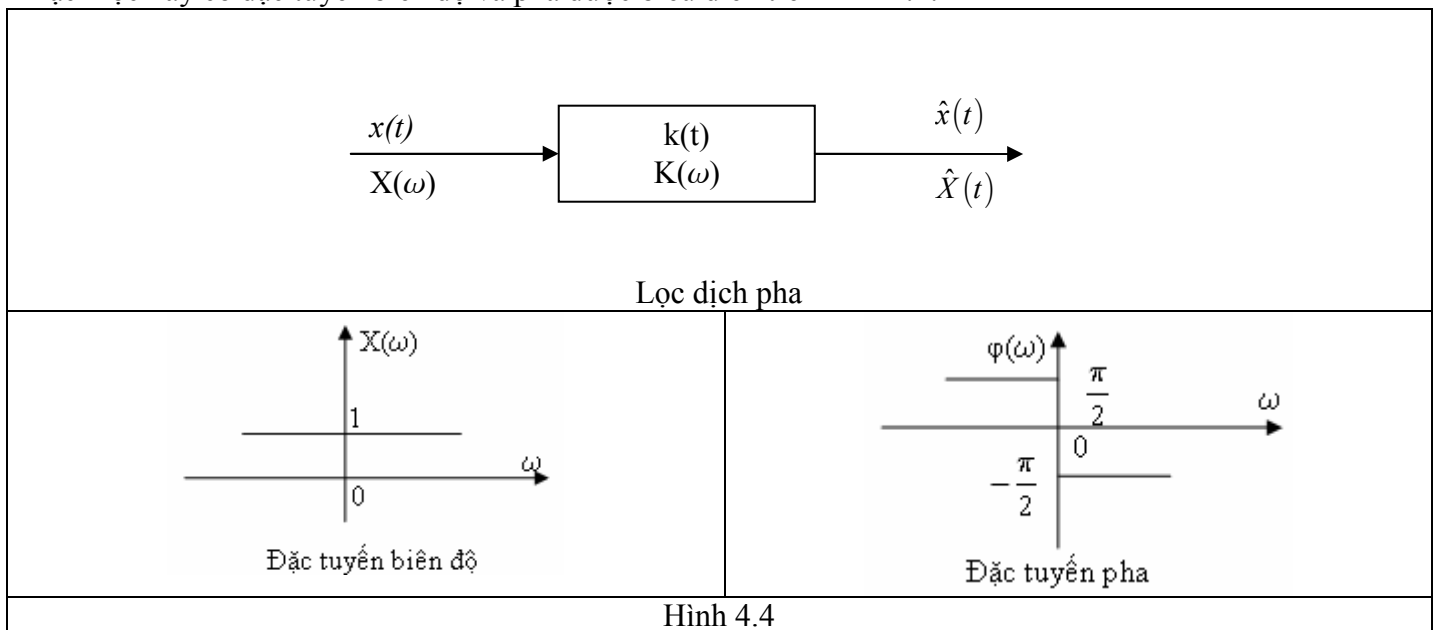 x(t)
X(ω)
k(t)
K(ω)
x̂(t)
X̂(t)
Lọc dịch pha
X(ω)
1
ω
0
Đặc tuyến biên độ
φ(ω)
π/2
ω
0
−π/2
Đặc tuyến pha
Hình 4.4